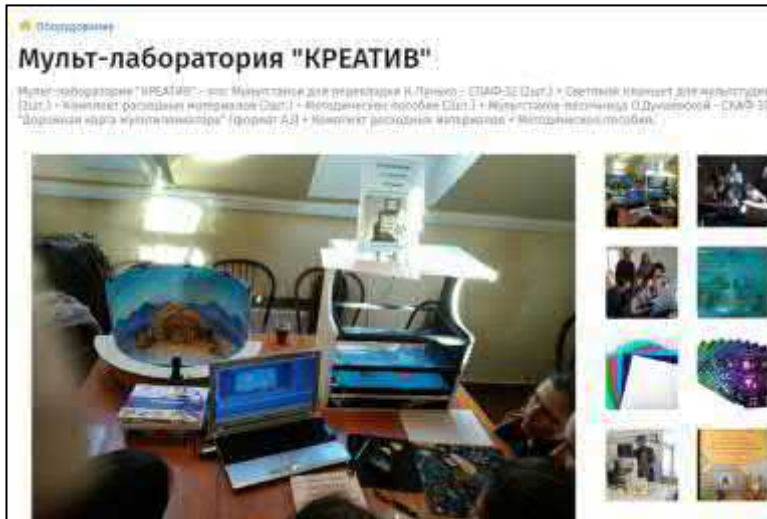 Оборудование
Мульт-лаборатория "КРЕАТИВ"
Мульт-лаборатория "КРЕАТИВ" – это: Мультстанок для перекладки Н.Пунько – СПАФ-32 (2шт.) + Световой планшет для мультстудии
(2шт.) + Комплект расходных материалов (2шт.) + Методическое пособие (2шт.) + Мультстанок-песочница О.Дунаевской – СПАФ-33
"Дорожная карта мультипликатора" (формат А3) + Комплект расходных материалов + Методическое пособие.